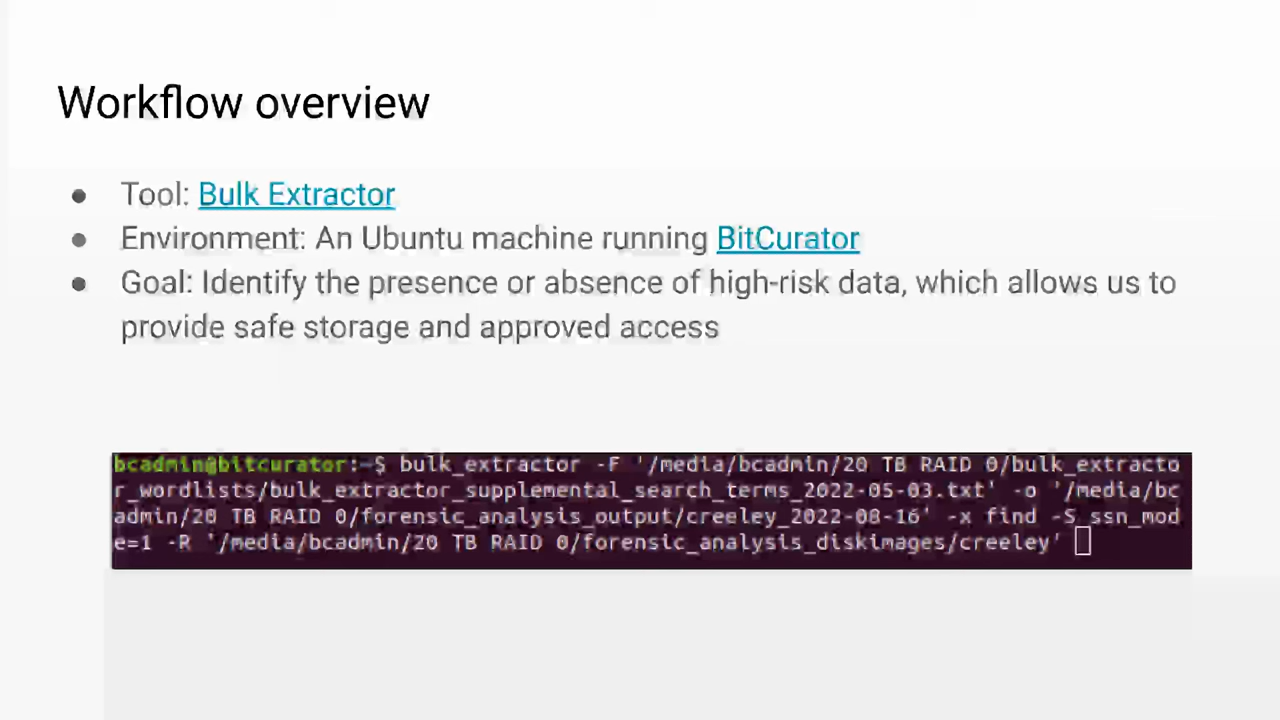 Workflow overview
● Tool: Bulk Extractor
● Environment: An Ubuntu machine running BitCurator
● Goal: Identify the presence or absence of high-risk data, which allows us to
provide safe storage and approved access
bcadmin@bitcurator:~$ bulk_extractor -F '/media/bcadmin/20 TB RAID 0/bulk_extracto
r_wordlists/bulk_extractor_supplemental_search_terms_2022-05-03.txt' -o '/media/bc
admin/20 TB RAID 0/forensic_analysis_output/creeley_2022-08-16' -x find -S ssn_mod
e=1 -R '/media/bcadmin/20 TB RAID 0/forensic_analysis_diskimages/creeley'